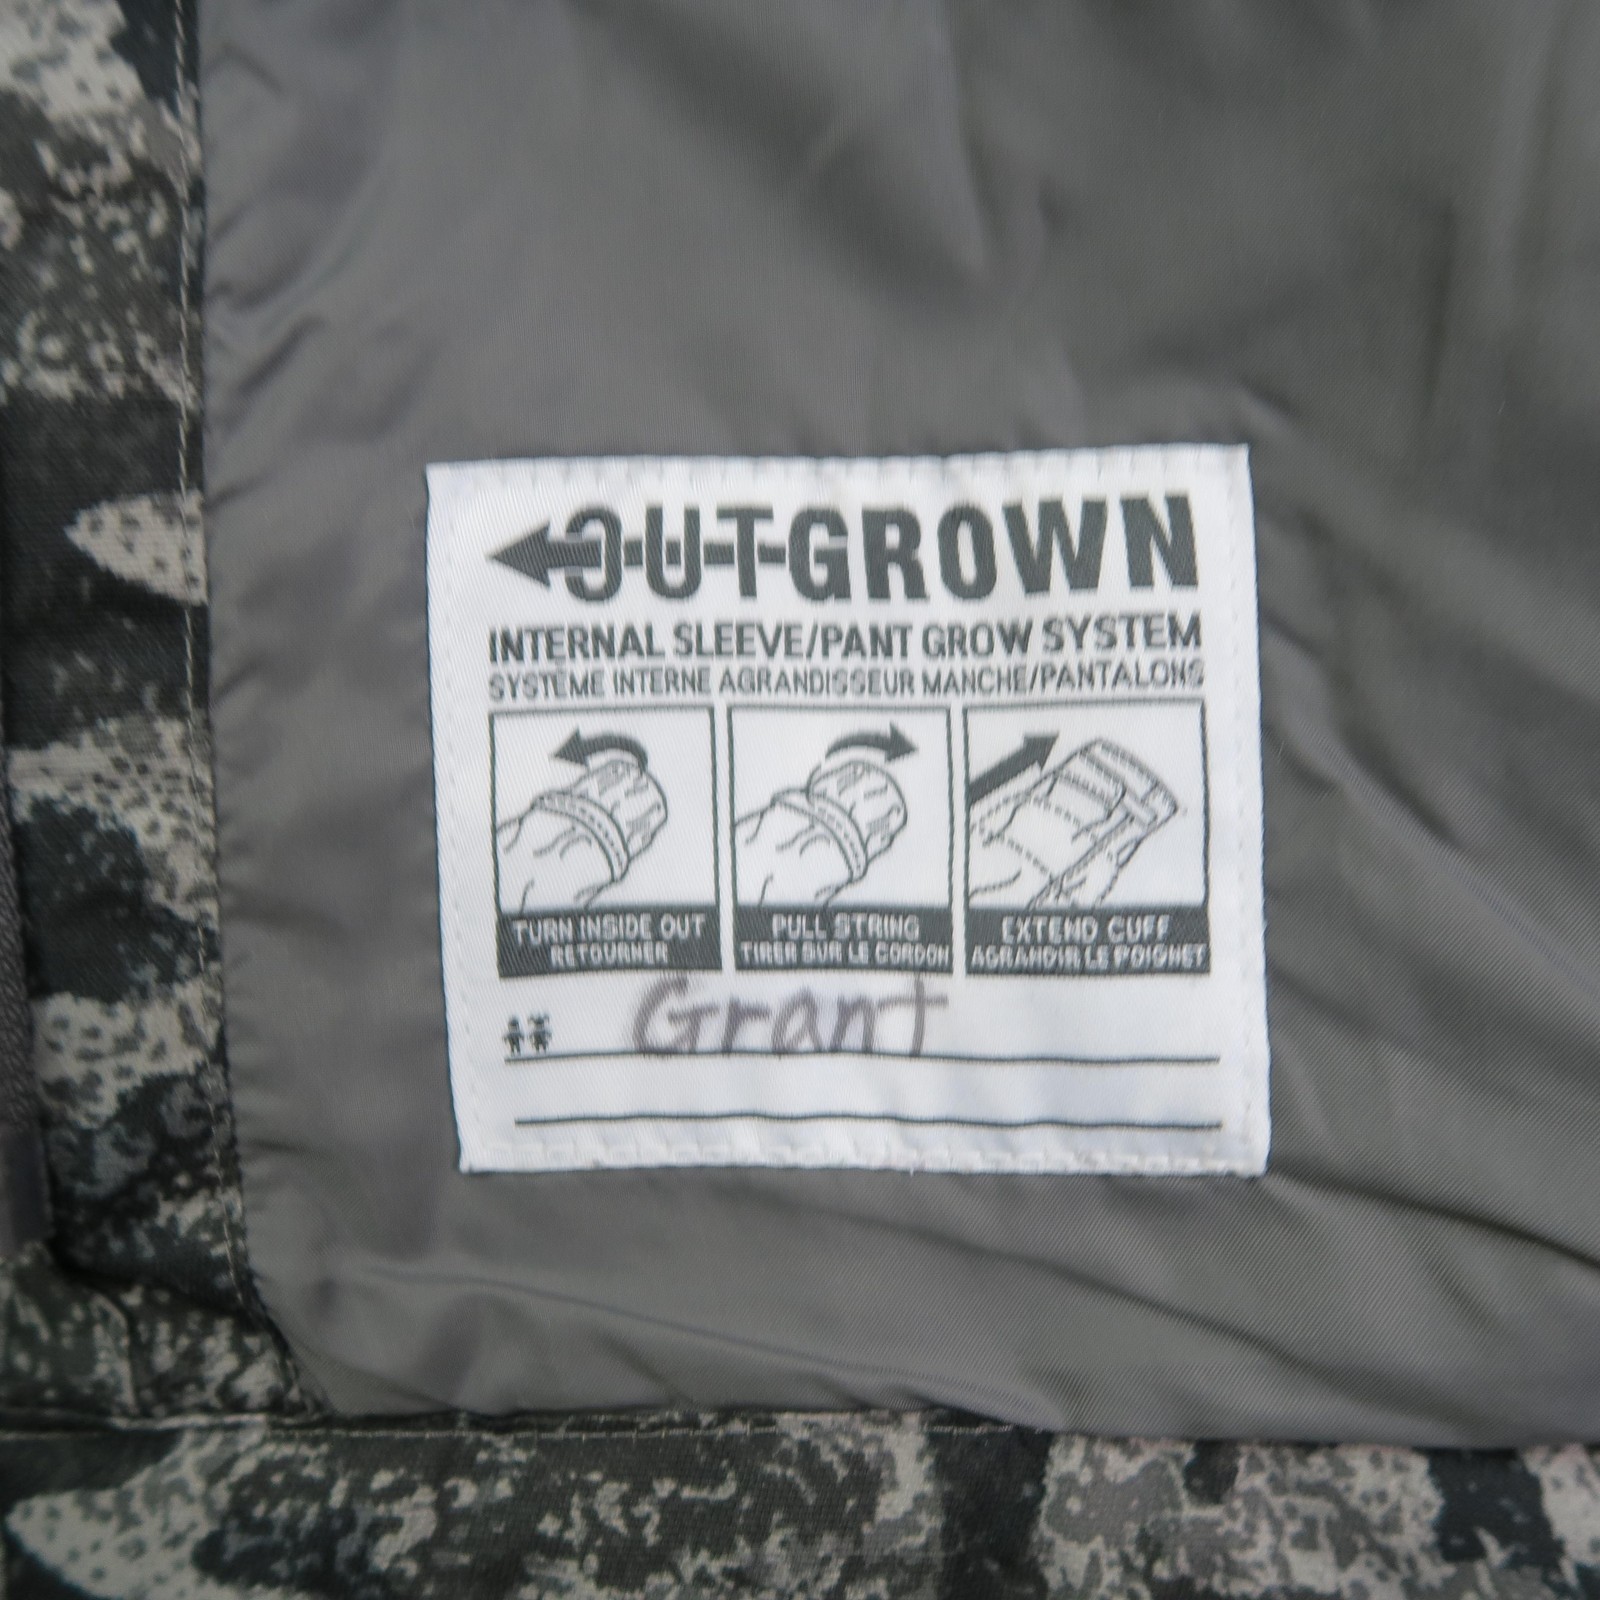 OUTGROWN
INTERNAL SLEEVE/PANT GROW SYSTEM
SYSTÈME INTERNE AGRANDISSEUR MANCHE/PANTALONS
TURN INSIDE OUT
RETOURNER
PULL STRING
TIRER SUR LE CORDON
EXTEND CUFF
AGRANDIR LE POIGNET
Grant